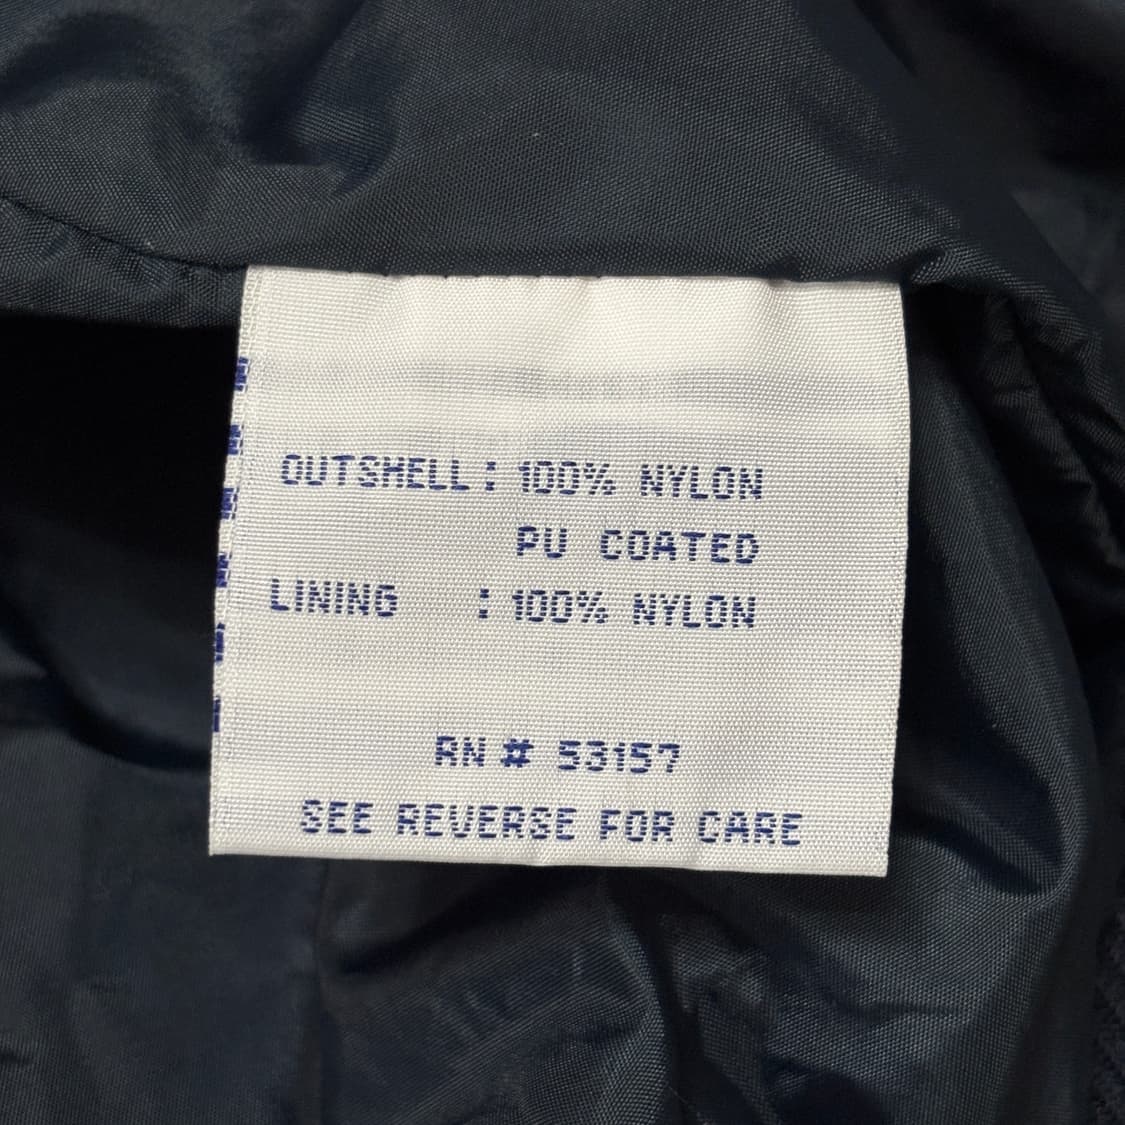 OUTSHELL: 100% NYLON
PU COATED
LINING : 100% NYLON
RN # 53157
SEE REVERSE FOR CARE